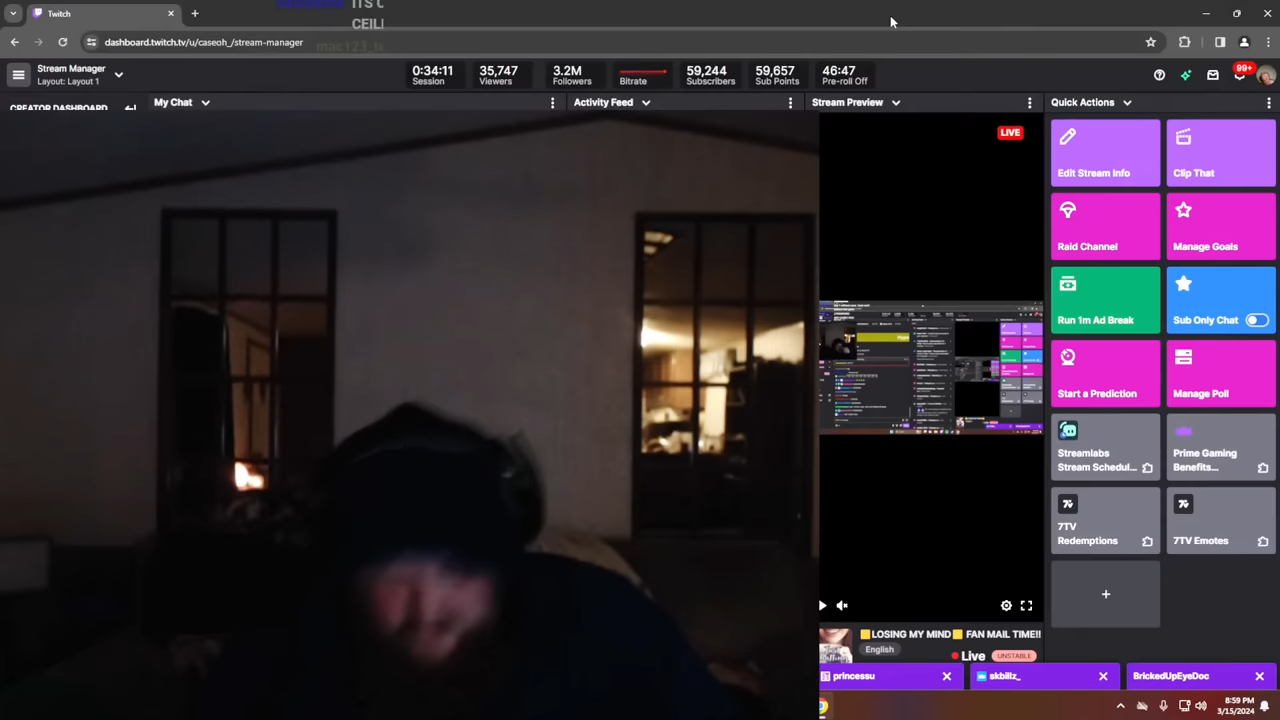 ITS C
CEILI
Twitch
mac123_1
dashboard.twitch.tv/u/caseoh_/stream-manager
Stream Manager
Layout: Layout 1
0:34:11
Session
35,747
Viewers
3.2M
Followers
Bitrate
59,244
Subscribers
59,657
Sub Points
46:47
Pre-roll Off
99+
CREATOR DASHBOARD
My Chat
Activity Feed
Stream Preview
Quick Actions
LIVE
Edit Stream Info
Clip That
Raid Channel
Manage Goals
Run 1m Ad Break
Sub Only Chat
Start a Prediction
Manage Poll
Streamlabs
Stream Schedul...
Prime Gaming
Benefits...
7TV
Redemptions
7TV Emotes
LOSING MY MIND FAN MAIL TIME!!
English
Live
UNSTABLE
princessu
skbillz_
BrickedUpEyeDoc
8:59 PM
3/15/2024